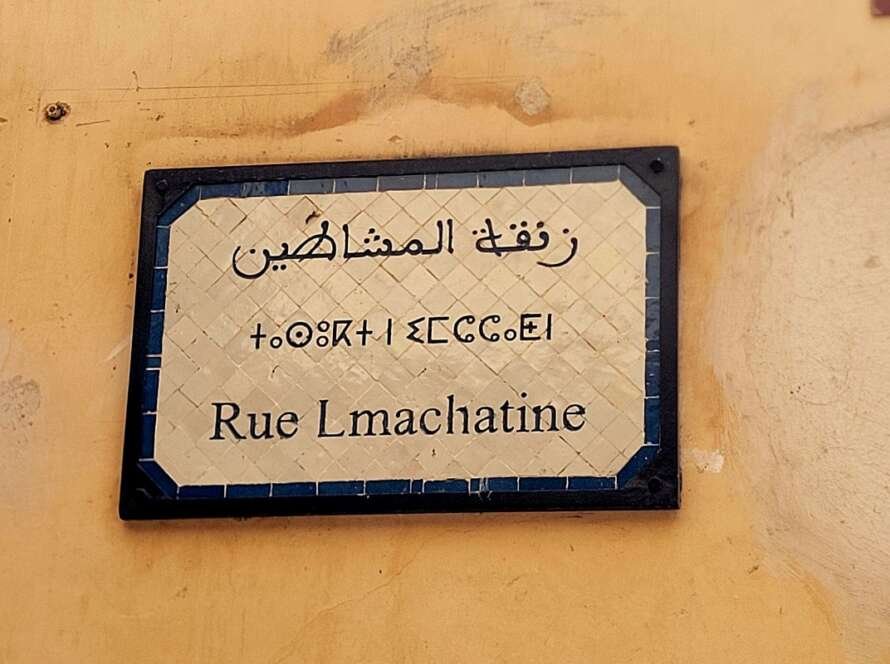 زنقة المشاطين
ⵜⴰⵙⵓⴽⵜ ⵏ ⵉⵎⵛⵛⴰⵟⵏ
Rue Lmachatine